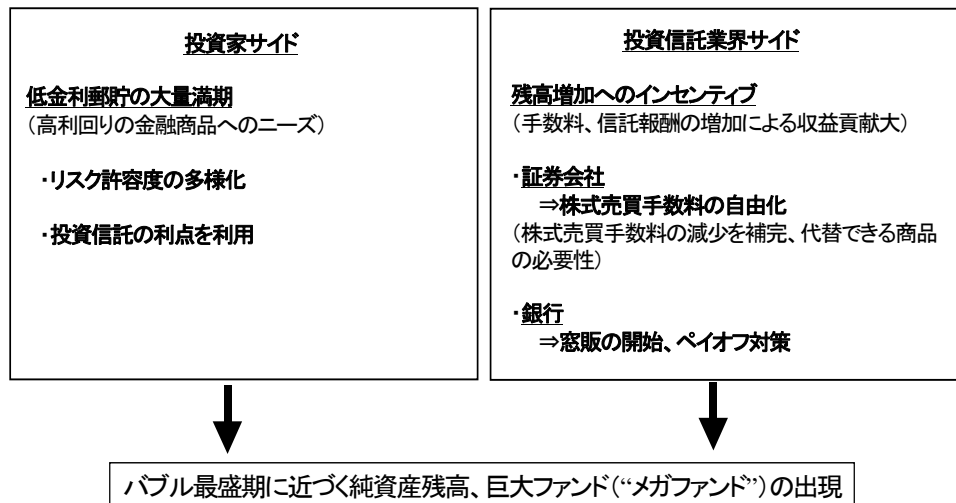 投資家サイド
低金利郵貯の大量満期
（高利回りの金融商品へのニーズ）
・リスク許容度の多様化
・投資信託の利点を利用
投資信託業界サイド
残高増加へのインセンティブ
（手数料、信託報酬の増加による収益貢献大）
・証券会社
⇒株式売買手数料の自由化
（株式売買手数料の減少を補完、代替できる商品
の必要性）
・銀行
⇒窓販の開始、ペイオフ対策
バブル最盛期に近づく純資産残高、巨大ファンド（“メガファンド”）の出現